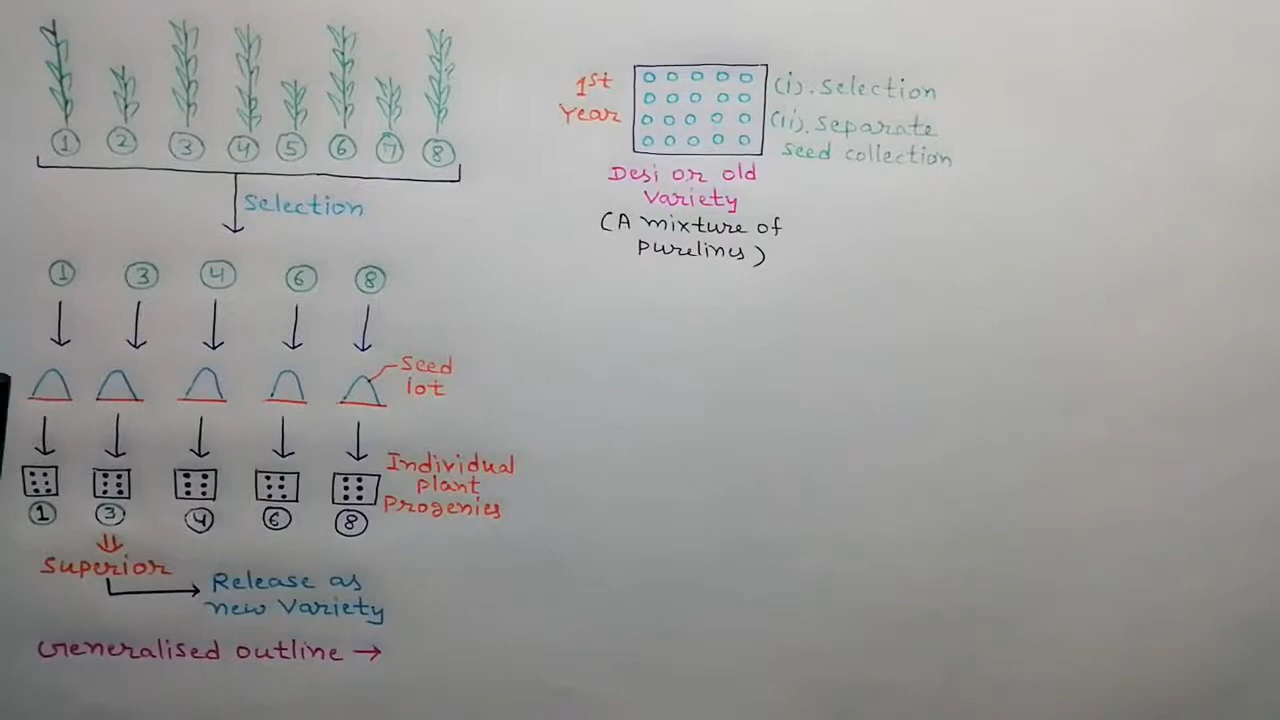 ① ② ③ ④ ⑤ ⑥ ⑦ ⑧
Selection
① ③ ④ ⑥ ⑧
Seed
lot
Individual
plant
Progenies
① ③ ④ ⑥ ⑧
Superior
Release as
new Variety
Generalised outline →
1st
Year
(i). Selection
(ii). Separate
seed collection
Desi or old
Variety
(A mixture of
Purelines)